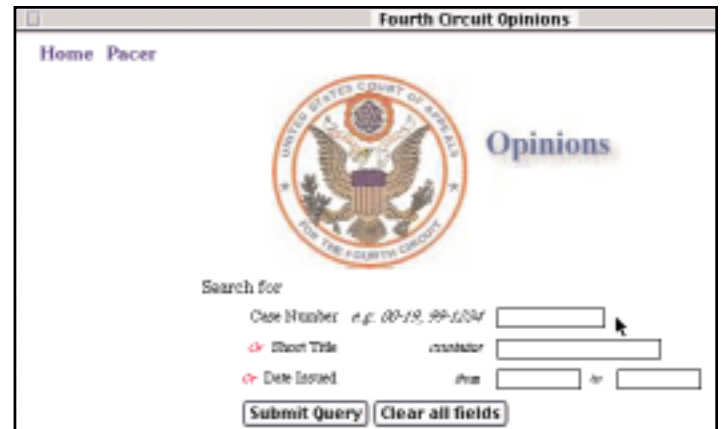 Fourth Circuit Opinions
Home Pacer
UNITED STATES COURT OF APPEALS
FOR THE FOURTH CIRCUIT
Opinions
Search for
Case Number e.g. 00-19, 99-1234
Or Short Title contains
Or Date Issued from to
Submit Query Clear all fields